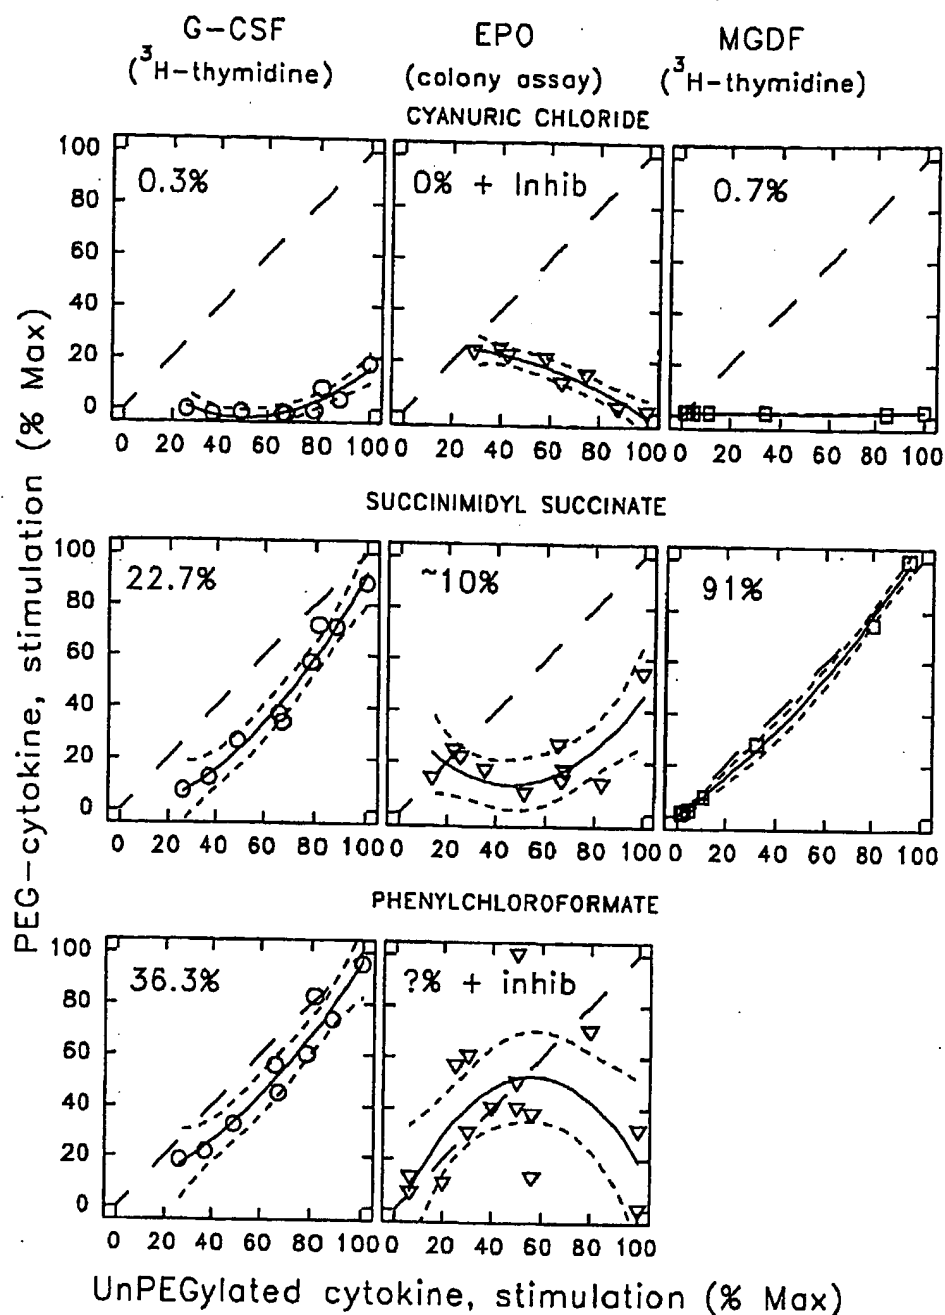 G-CSF EPO MGDF
(³H-thymidine) (colony assay) (³H-thymidine)
CYANURIC CHLORIDE
0.3% 0% + Inhib 0.7%
100
80
60
40
20
0
0 20 40 60 80 100 0 20 40 60 80 100 0 20 40 60 80 100
SUCCINIMIDYL SUCCINATE
22.7% ~10% 91%
100
80
60
40
20
0
0 20 40 60 80 100 0 20 40 60 80 100 0 20 40 60 80 100
PHENYLCHLOROFORMATE
36.3% ?% + inhib
100
80
60
40
20
0
0 20 40 60 80 100 0 20 40 60 80 100
PEG-cytokine, stimulation (% Max)
UnPEGylated cytokine, stimulation (% Max)